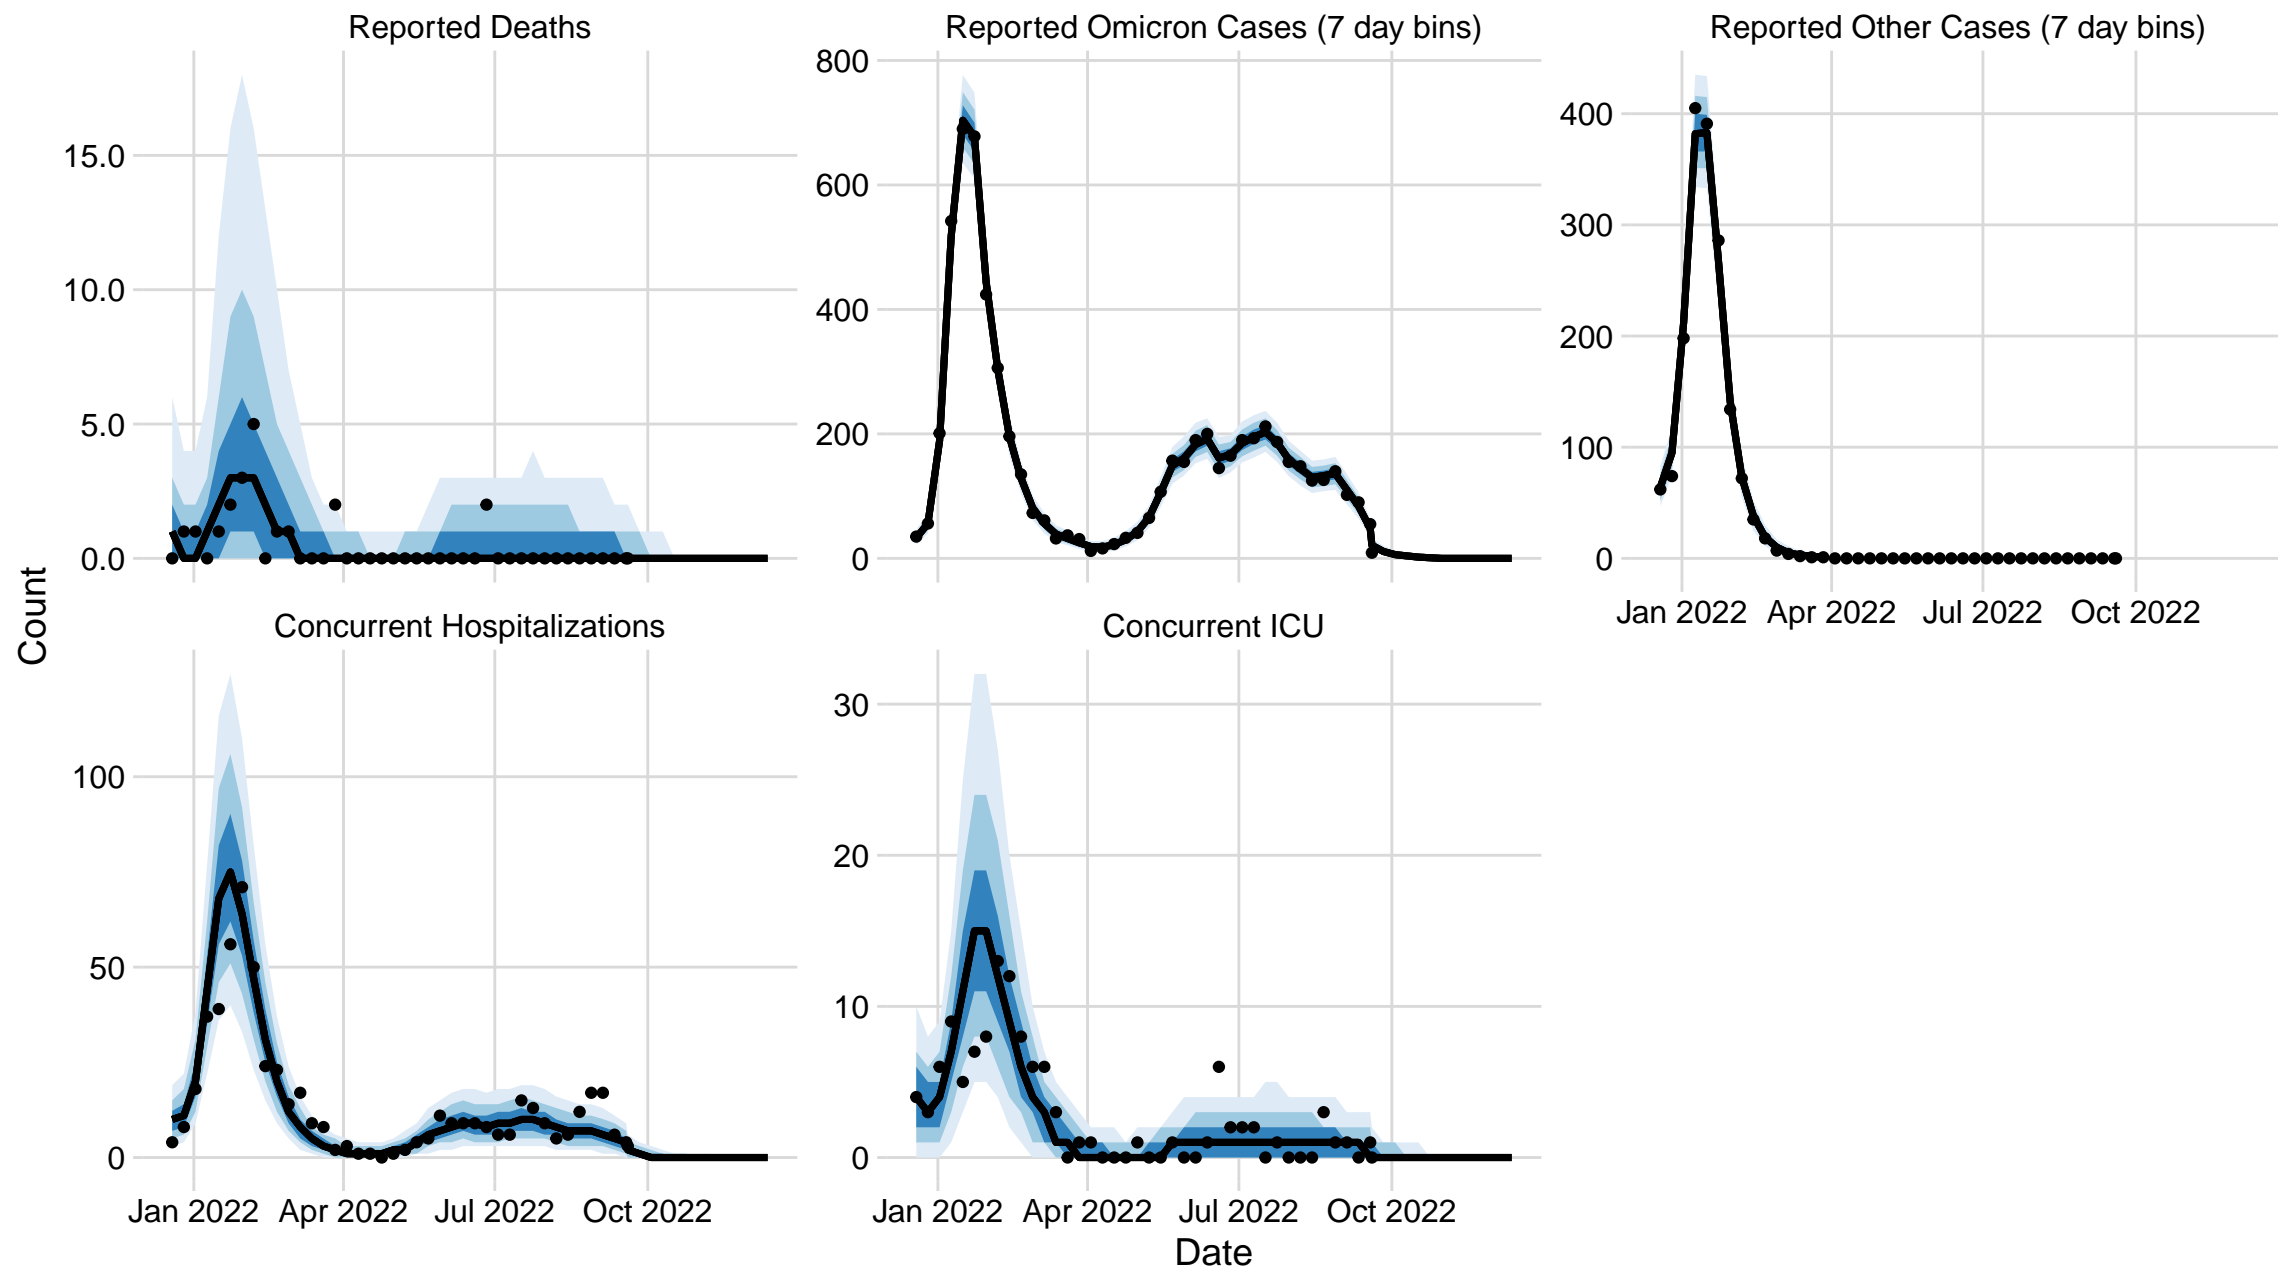 Reported Deaths
Reported Omicron Cases (7 day bins)
Reported Other Cases (7 day bins)
15.0
10.0
5.0
0.0
800
600
400
200
0
400
300
200
100
0
Jan 2022 Apr 2022 Jul 2022 Oct 2022
Count
Concurrent Hospitalizations
Concurrent ICU
100
50
0
30
20
10
0
Jan 2022 Apr 2022 Jul 2022 Oct 2022
Jan 2022 Apr 2022 Jul 2022 Oct 2022
Date